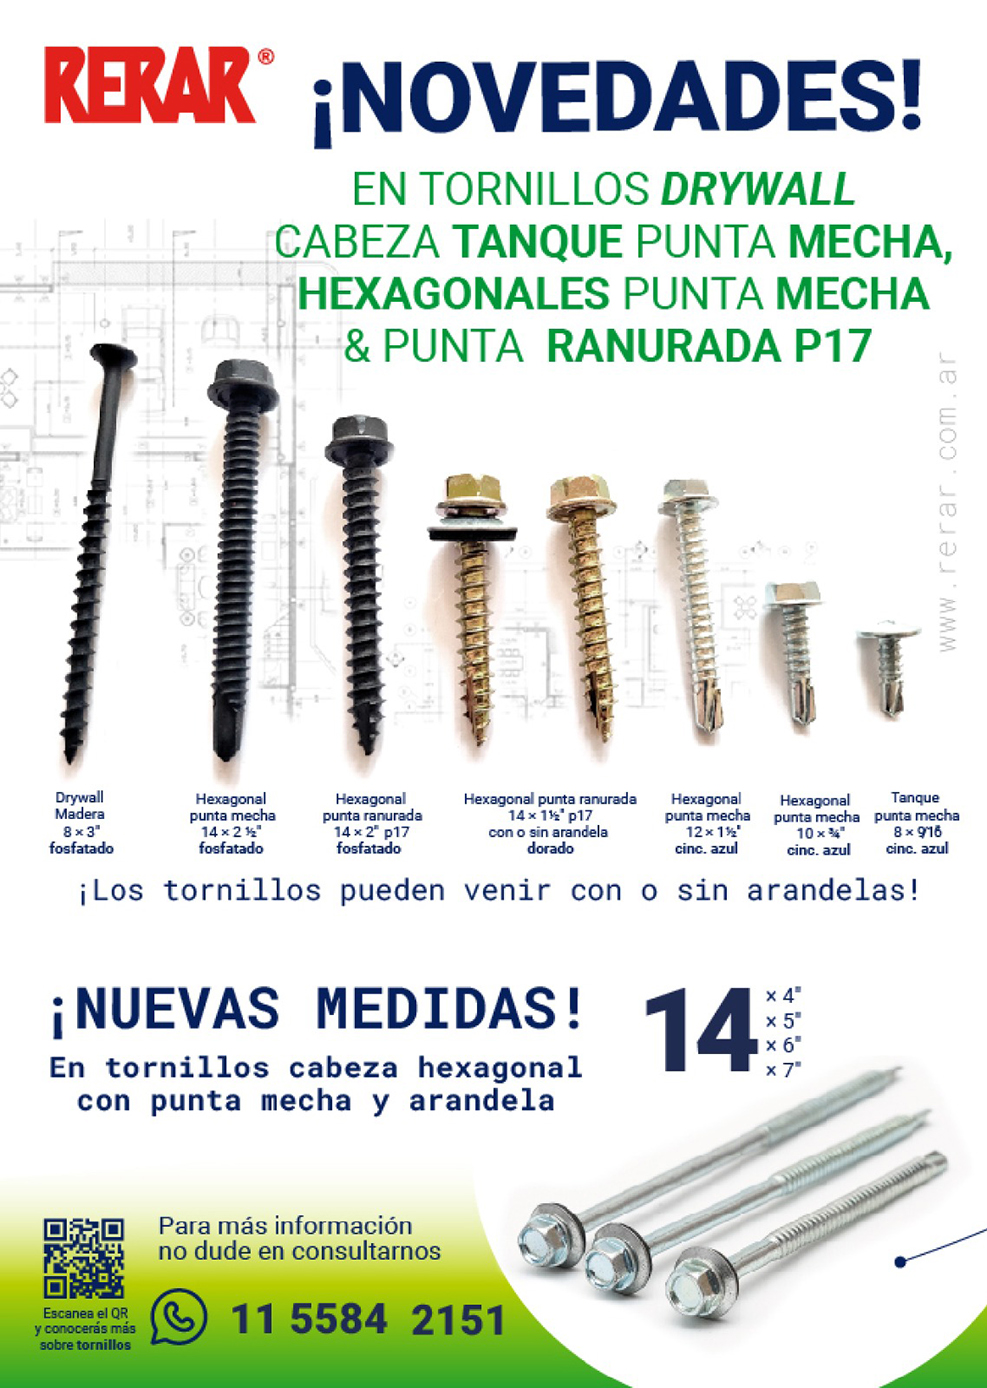 RERAR®
¡NOVEDADES!
EN TORNILLOS DRYWALL
CABEZA TANQUE PUNTA MECHA,
HEXAGONALES PUNTA MECHA
& PUNTA RANURADA P17
www.rerar.com.ar
Drywall
Madera
8 × 3"
fosfatado
Hexagonal
punta mecha
14 × 2 ½"
fosfatado
Hexagonal
punta ranurada
14 × 2" p17
fosfatado
Hexagonal punta ranurada
14 × 1½" p17
con o sin arandela
dorado
Hexagonal
punta mecha
12 × 1½"
cinc. azul
Hexagonal
punta mecha
10 × ¾"
cinc. azul
Tanque
punta mecha
8 × 9/16
cinc. azul
¡Los tornillos pueden venir con o sin arandelas!
¡NUEVAS MEDIDAS!
En tornillos cabeza hexagonal
con punta mecha y arandela
14
× 4"
× 5"
× 6"
× 7"
Para más información
no dude en consultarnos
Escanea el QR
y conocerás más
sobre tornillos
11 5584 2151